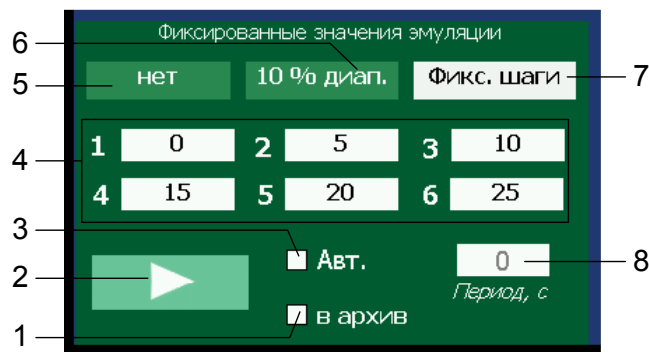 Фиксированные значения эмуляции
6
5
нет
10 % диап.
Фикс. шаги
7
4
1 0 2 5 3 10
4 15 5 20 6 25
3
Авт.
0
8
2
Период, с
1
в архив